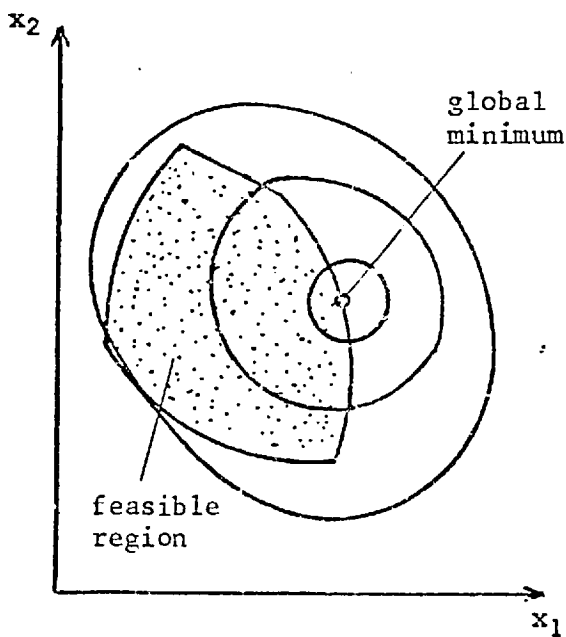 x₂
global
minimum
feasible
region
x₁